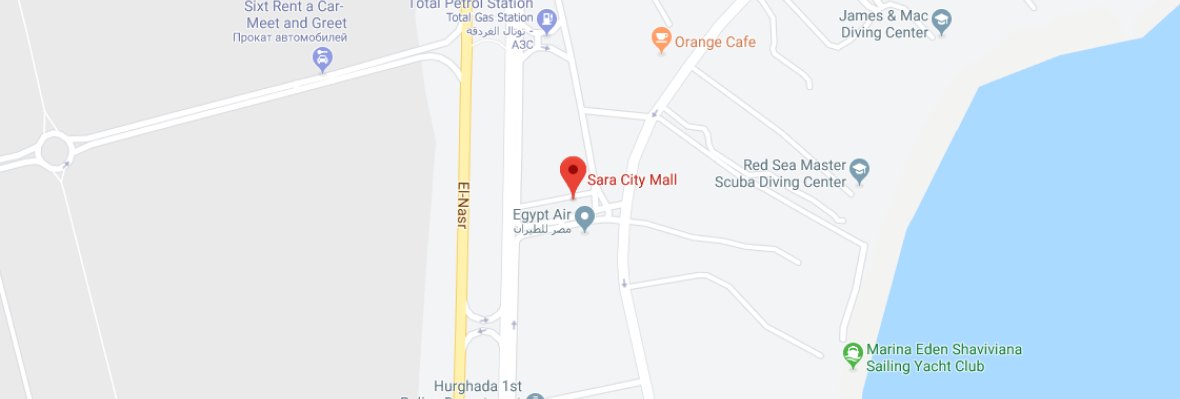 Sixt Rent a Car-
Meet and Greet
Прокат автомобилей
Total Petrol Station
Total Gas Station
توتال الغردقة -
АЗС
James & Mac
Diving Center
Orange Cafe
Sara City Mall
Red Sea Master
Scuba Diving Center
Egypt Air
مصر للطيران
El-Nasr
Marina Eden Shaviviana
Sailing Yacht Club
Hurghada 1st